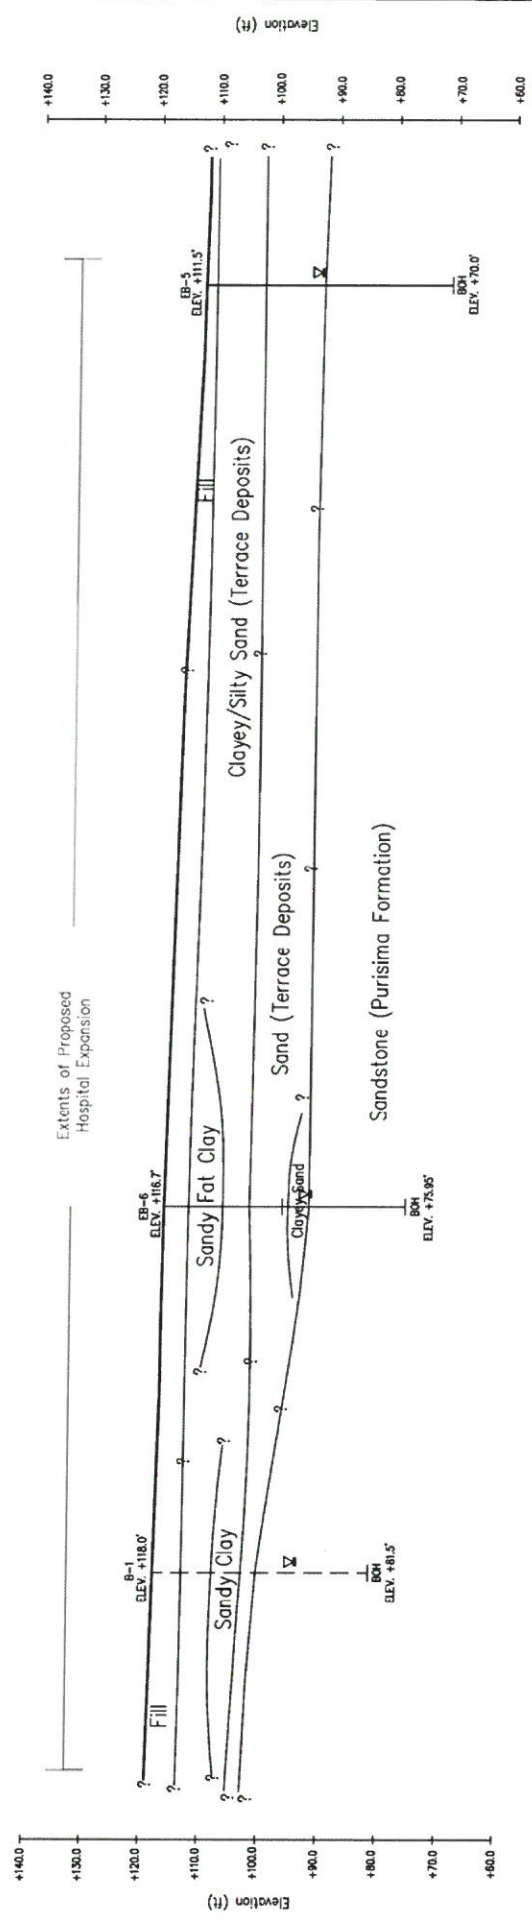 Elevation (ft)
+140.0
+130.0
+120.0
+110.0
+100.0
+90.0
+80.0
+70.0
+60.0
Extents of Proposed
Hospital Expansion
B-1
ELEV. +118.0'
EB-6
ELEV. +116.7'
EB-5
ELEV. +111.5'
?
?
?
?
?
Fill
?
Sandy Clay
?
?
?
?
Sandy Fat Clay
?
Clayey Sand
?
Sand (Terrace Deposits)
?
Clayey/Silty Sand (Terrace Deposits)
?
?
?
Fill
Sandstone (Purisima Formation)
?
?
?
?
BOH
ELEV. +81.5'
BOH
ELEV. +75.95'
BOH
ELEV. +70.0'
+140.0
+130.0
+120.0
+110.0
+100.0
+90.0
+80.0
+70.0
+60.0
Elevation (ft)